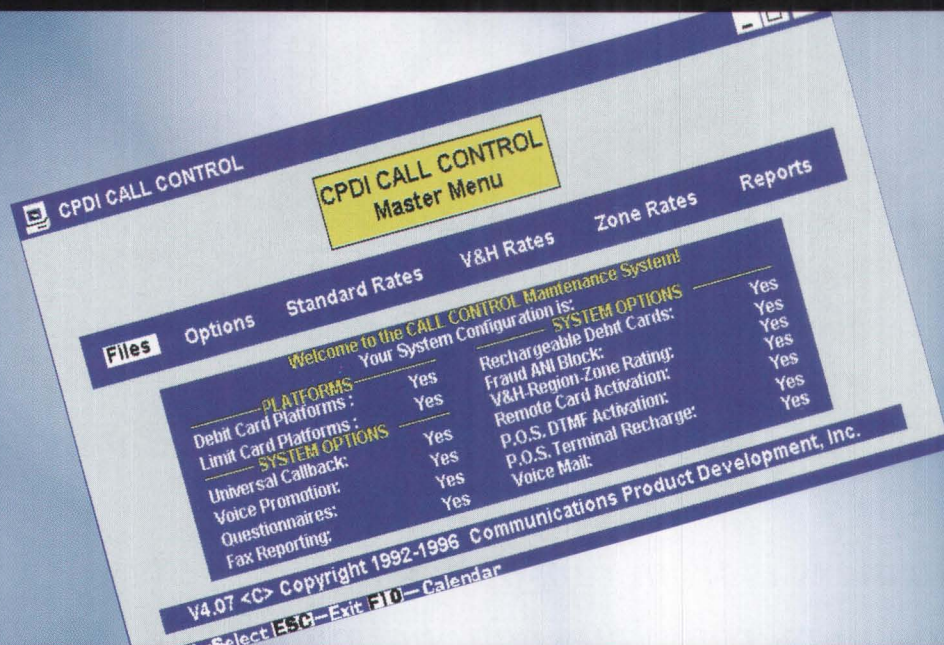 CPDI CALL CONTROL
CPDI CALL CONTROL
Master Menu
Files Options Standard Rates V&H Rates Zone Rates Reports
Welcome to the CALL CONTROL Maintenance System!
Your System Configuration is:
PLATFORMS
Debit Card Platforms : Yes
Limit Card Platforms : Yes
SYSTEM OPTIONS
Universal Callback: Yes
Voice Promotion: Yes
Questionnaires: Yes
Fax Reporting: Yes
SYSTEM OPTIONS
Rechargeable Debit Cards: Yes
Fraud ANI Block: Yes
V&H-Region-Zone Rating: Yes
Remote Card Activation: Yes
P.O.S. DTMF Activation: Yes
P.O.S. Terminal Recharge: Yes
Voice Mail: Yes
V4.07 <C> Copyright 1992-1996 Communications Product Development, Inc.
Select ESC—Exit F10—Calendar